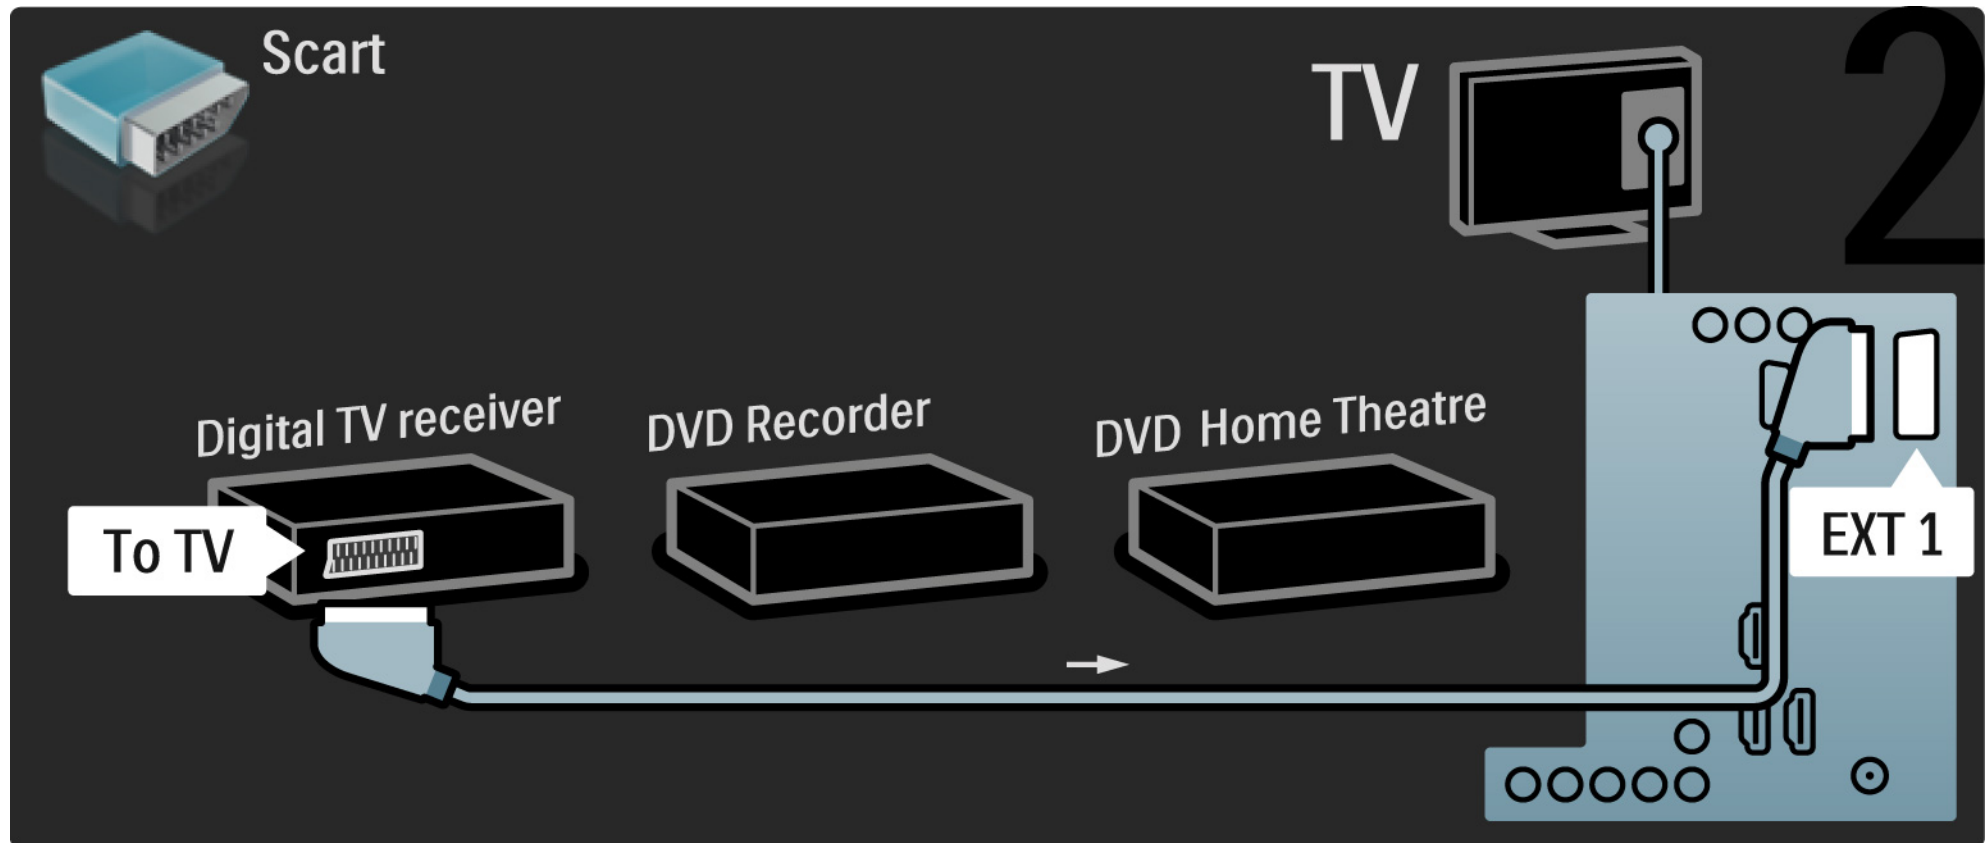 Scart
TV
2
Digital TV receiver
DVD Recorder
DVD Home Theatre
To TV
EXT 1